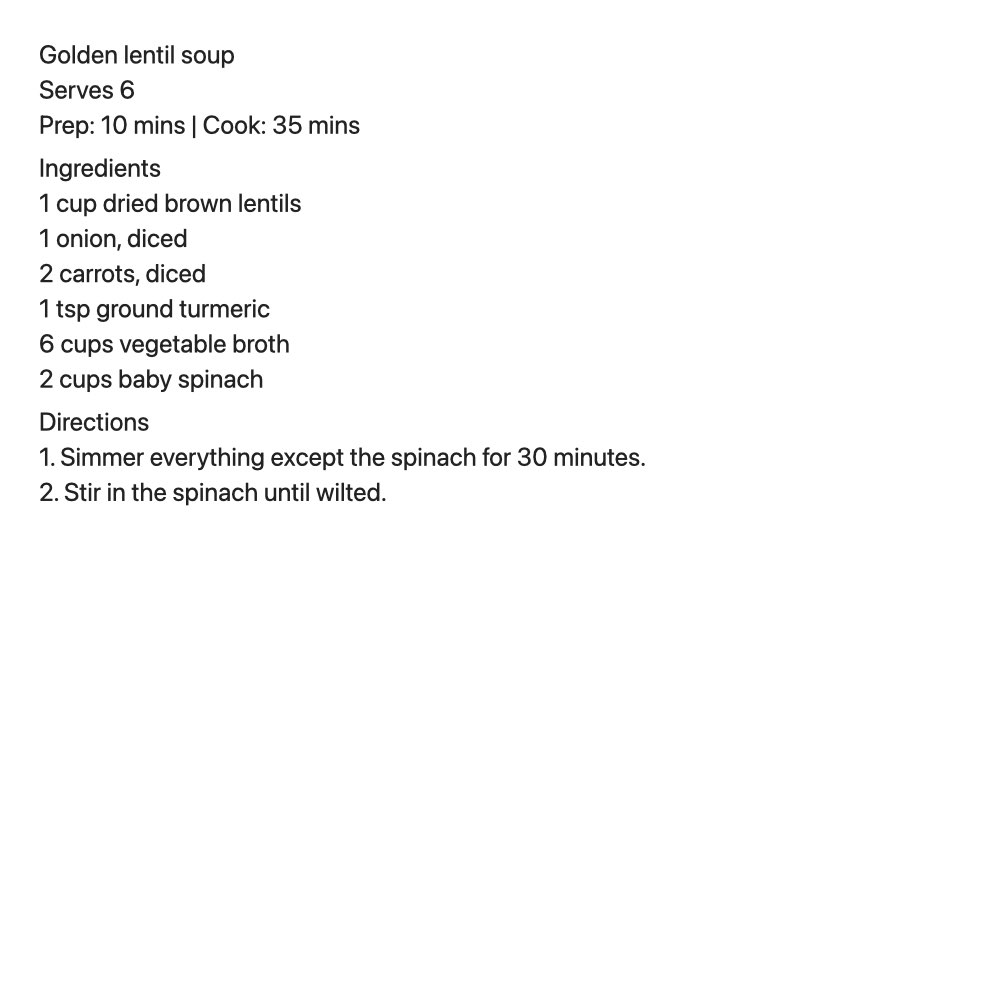 Golden lentil soup
Serves 6
Prep: 10 mins | Cook: 35 mins
Ingredients
1 cup dried brown lentils
1 onion, diced
2 carrots, diced
1 tsp ground turmeric
6 cups vegetable broth
2 cups baby spinach
Directions
1. Simmer everything except the spinach for 30 minutes.
2. Stir in the spinach until wilted.